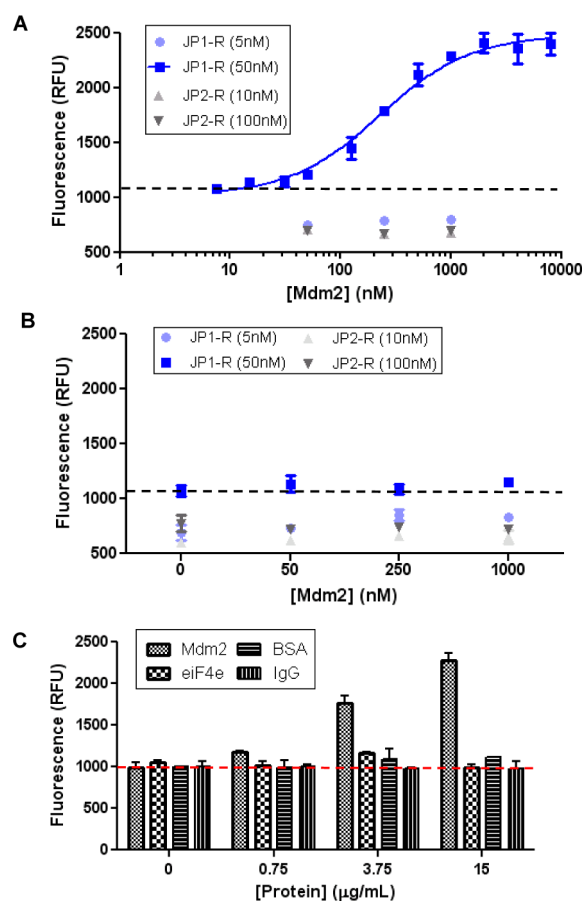 A
Fluorescence (RFU)
2500
2000
1500
1000
500
JP1-R (5nM)
JP1-R (50nM)
JP2-R (10nM)
JP2-R (100nM)
1
10
100
1000
10000
[Mdm2] (nM)
B
Fluorescence (RFU)
2500
2000
1500
1000
500
JP1-R (5nM)
JP2-R (10nM)
JP1-R (50nM)
JP2-R (100nM)
0
50
250
1000
[Mdm2] (nM)
C
Fluorescence (RFU)
2500
2000
1500
1000
500
0
Mdm2
BSA
eiF4e
IgG
0
0.75
3.75
15
[Protein] (μg/mL)